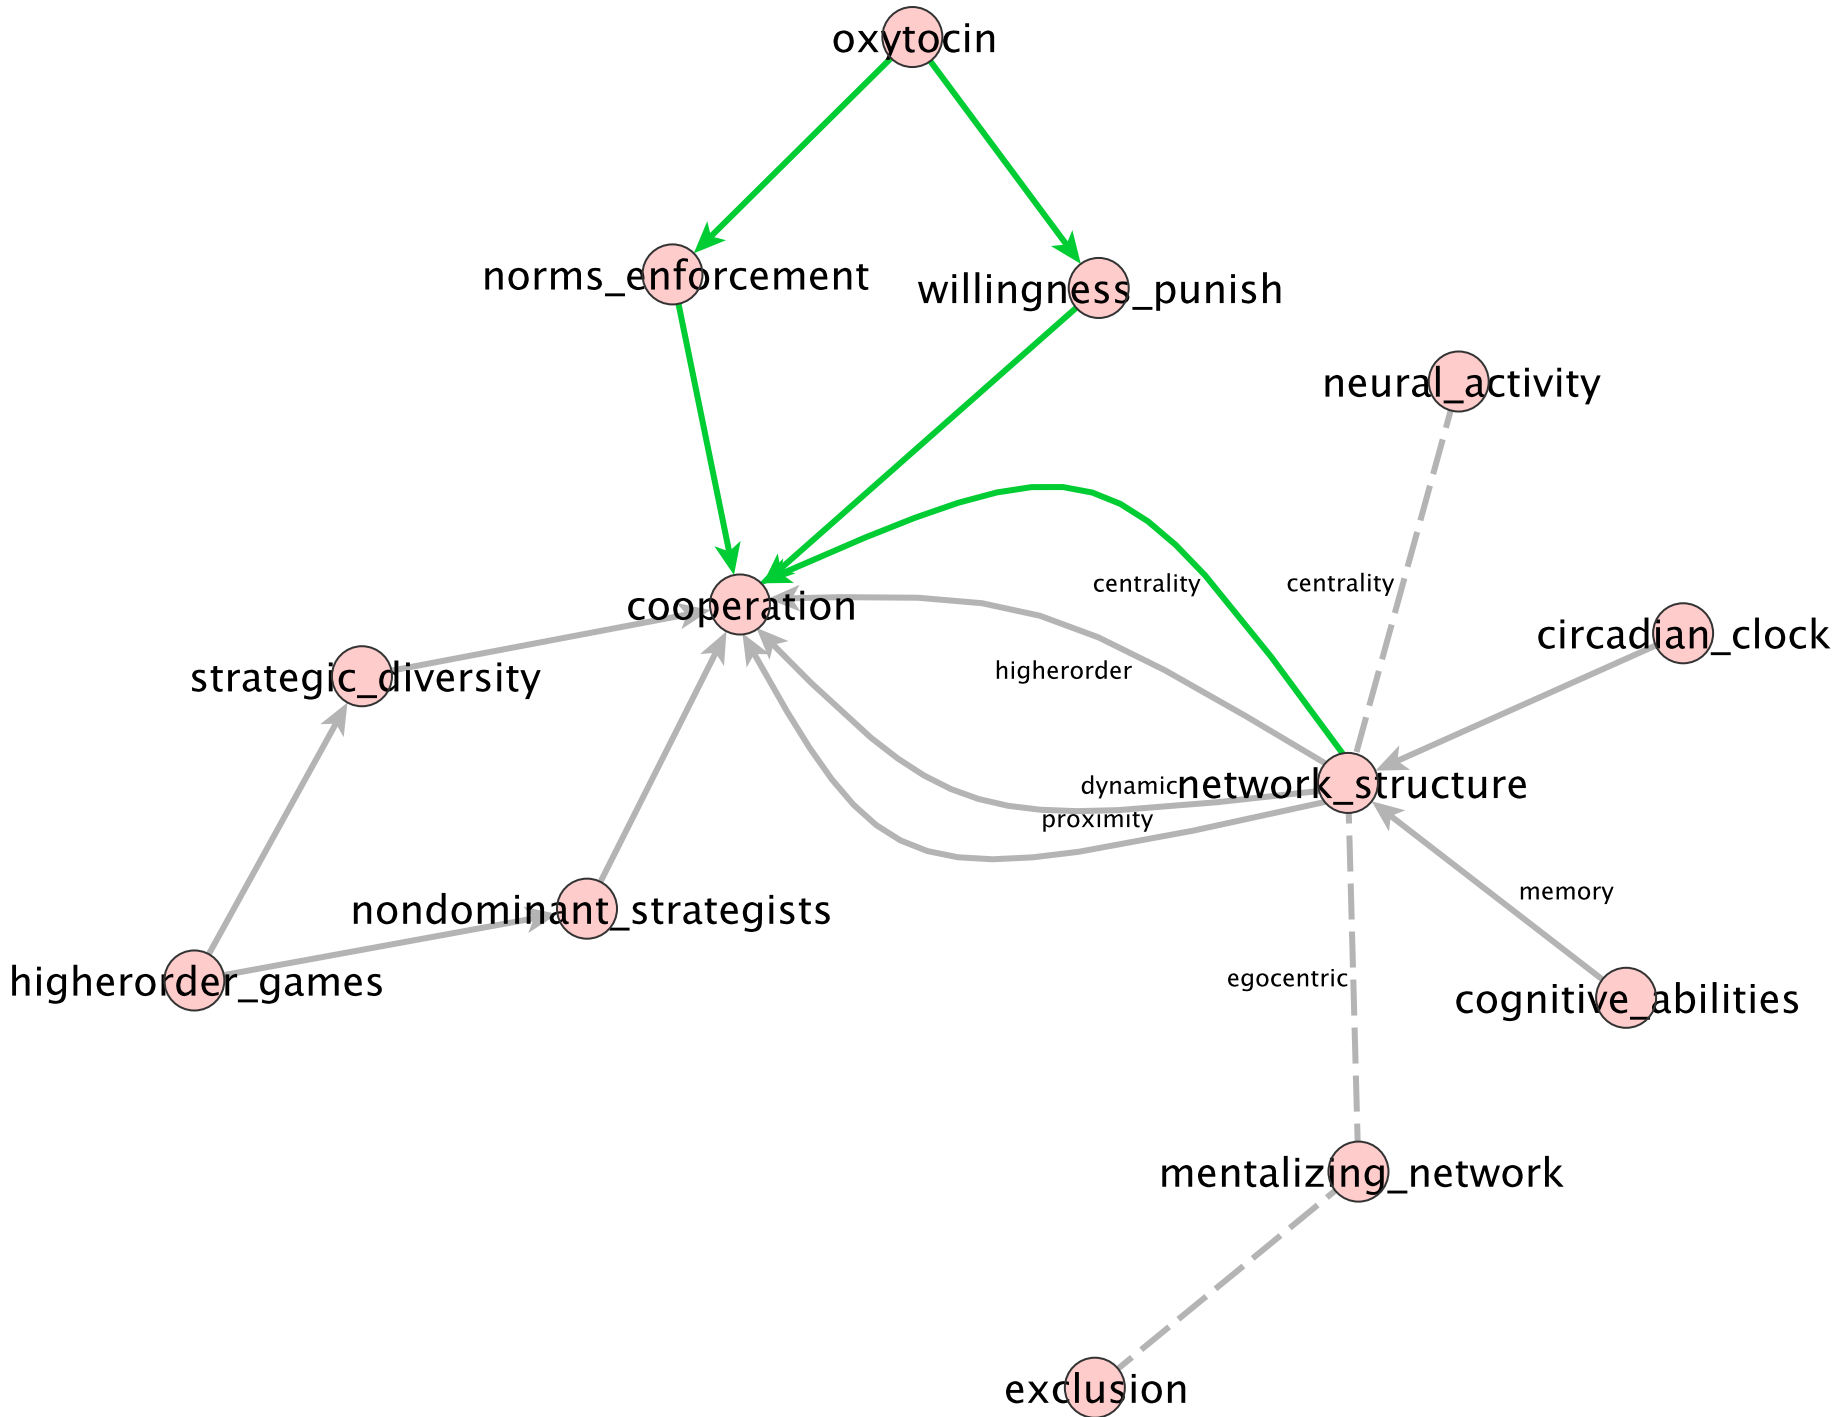 oxytocin
norms_enforcement
willingness_punish
neural_activity
centrality
centrality
cooperation
circadian_clock
higherorder
strategic_diversity
dynamic
network_structure
proximity
memory
nondominant_strategists
egocentric
higherorder_games
cognitive_abilities
mentalizing_network
exclusion